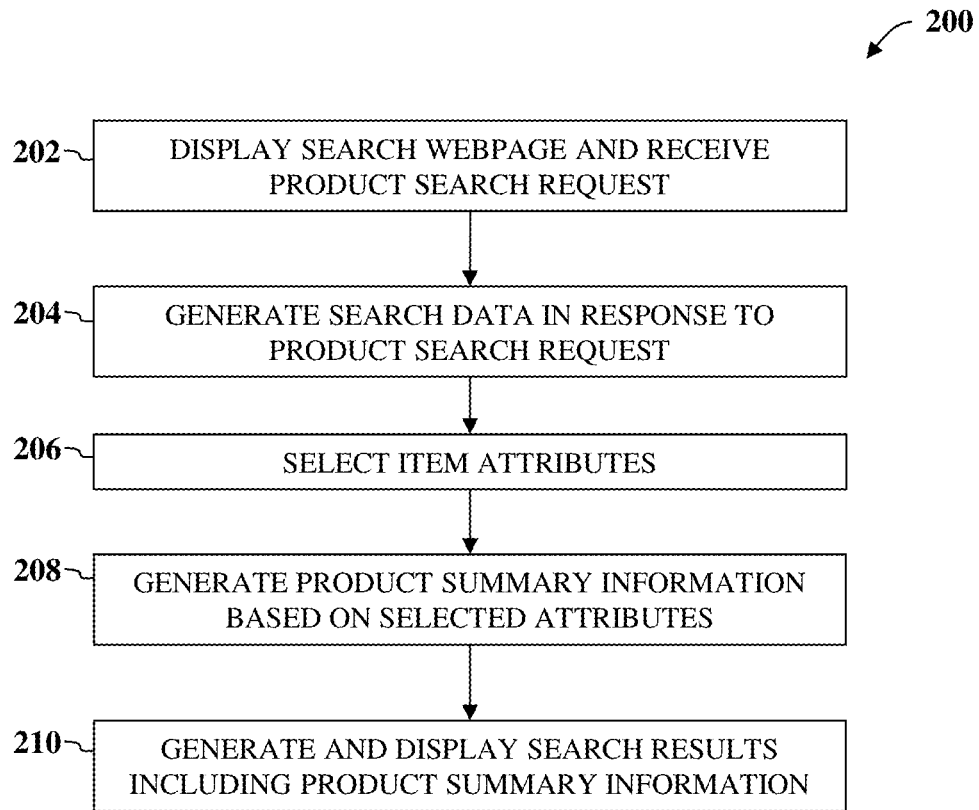 200
202
DISPLAY SEARCH WEBPAGE AND RECEIVE
PRODUCT SEARCH REQUEST
204
GENERATE SEARCH DATA IN RESPONSE TO
PRODUCT SEARCH REQUEST
206
SELECT ITEM ATTRIBUTES
208
GENERATE PRODUCT SUMMARY INFORMATION
BASED ON SELECTED ATTRIBUTES
210
GENERATE AND DISPLAY SEARCH RESULTS
INCLUDING PRODUCT SUMMARY INFORMATION